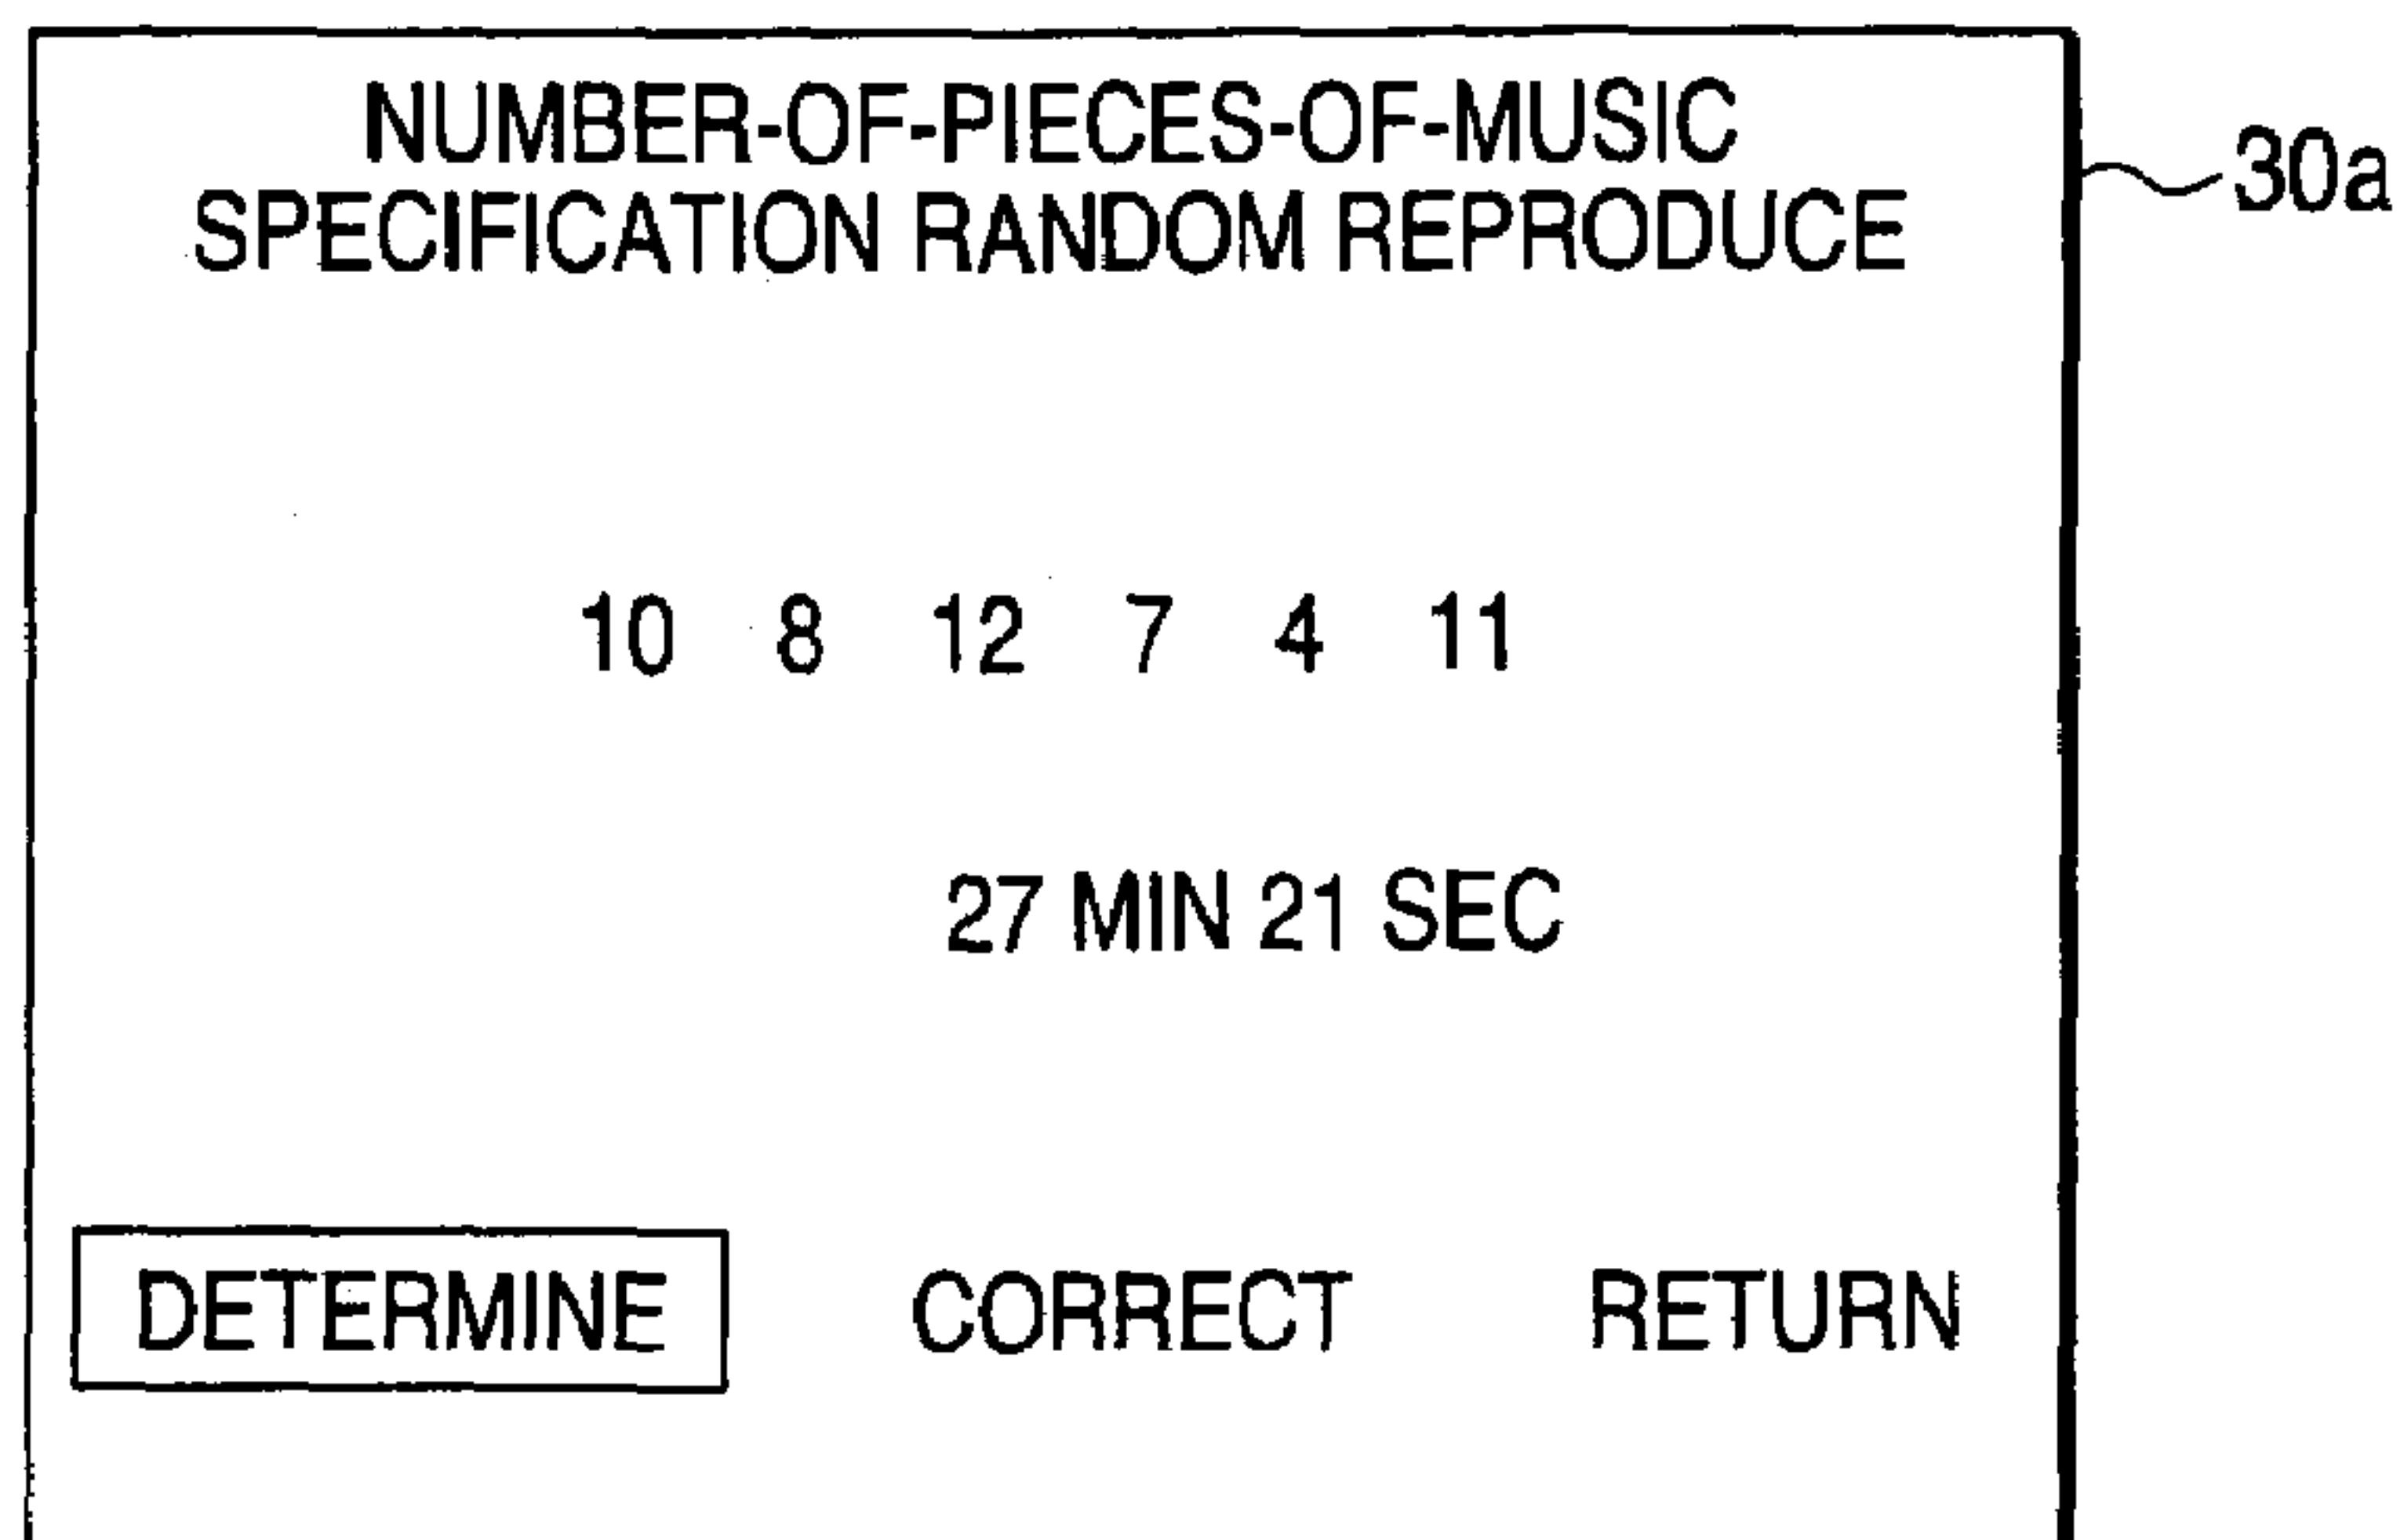 NUMBER-OF-PIECES-OF-MUSIC
SPECIFICATION RANDOM REPRODUCE
30a
10 8 12 7 4 11
27 MIN 21 SEC
DETERMINE CORRECT RETURN